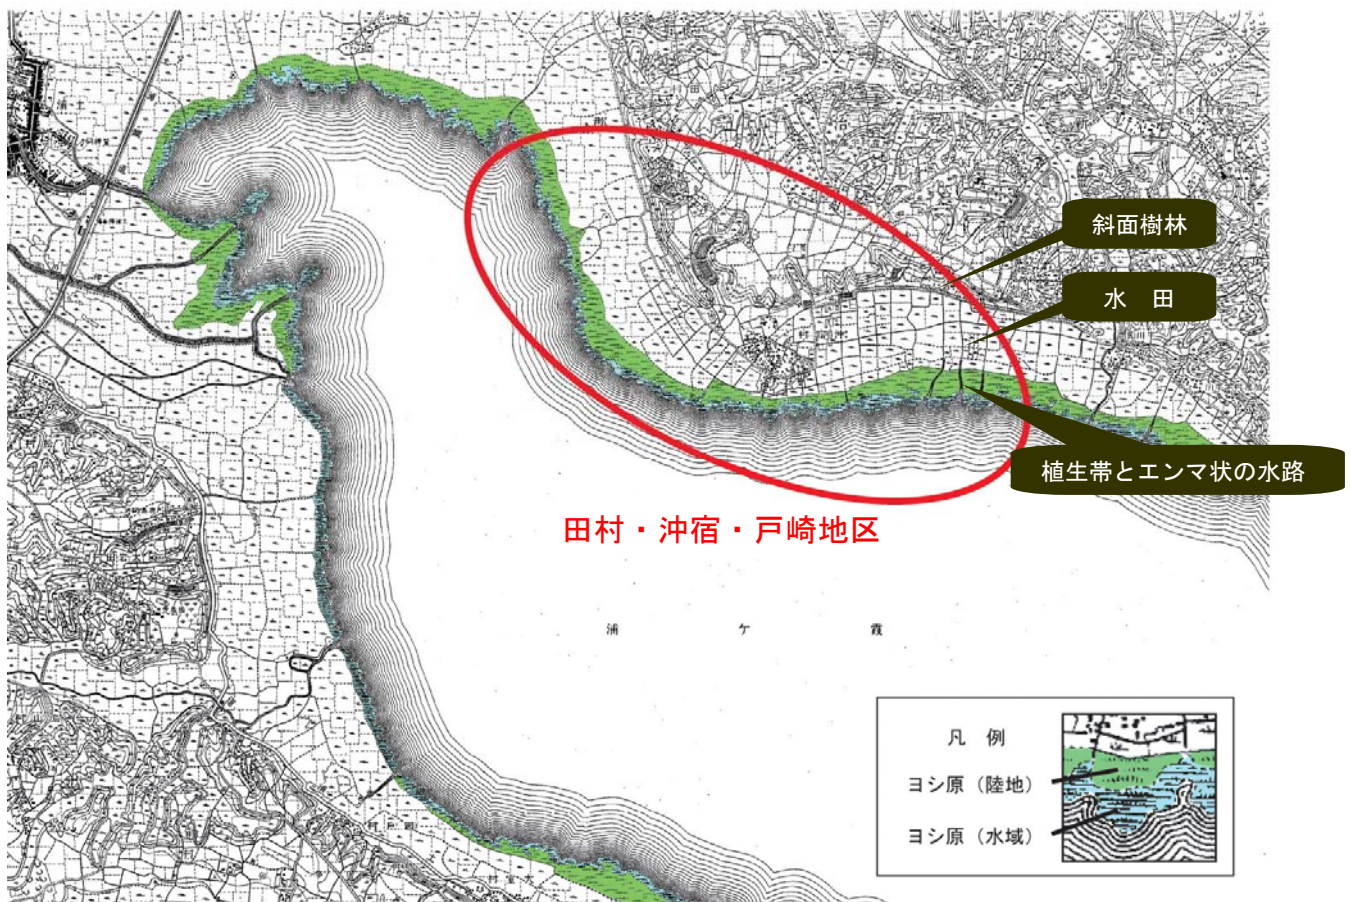 斜面樹林
水 田
植生帯とエンマ状の水路
田村・沖宿・戸崎地区
浦 ケ 霞
凡 例
ヨシ原（陸地）
ヨシ原（水域）